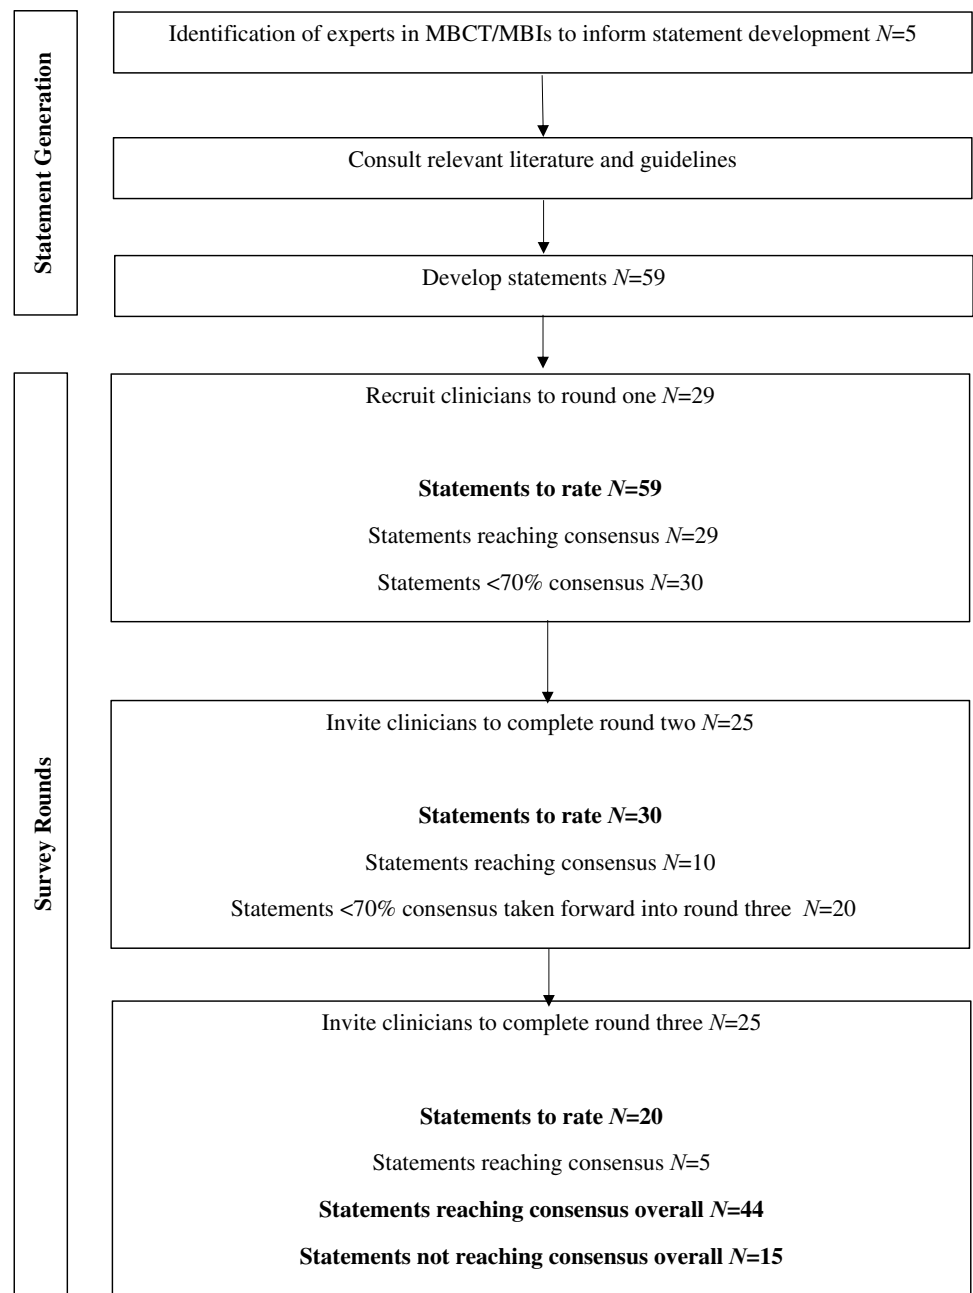 Statement Generation
Identification of experts in MBCT/MBIs to inform statement development N=5
Consult relevant literature and guidelines
Develop statements N=59
Survey Rounds
Recruit clinicians to round one N=29
Statements to rate N=59
Statements reaching consensus N=29
Statements <70% consensus N=30
Invite clinicians to complete round two N=25
Statements to rate N=30
Statements reaching consensus N=10
Statements <70% consensus taken forward into round three N=20
Invite clinicians to complete round three N=25
Statements to rate N=20
Statements reaching consensus N=5
Statements reaching consensus overall N=44
Statements not reaching consensus overall N=15